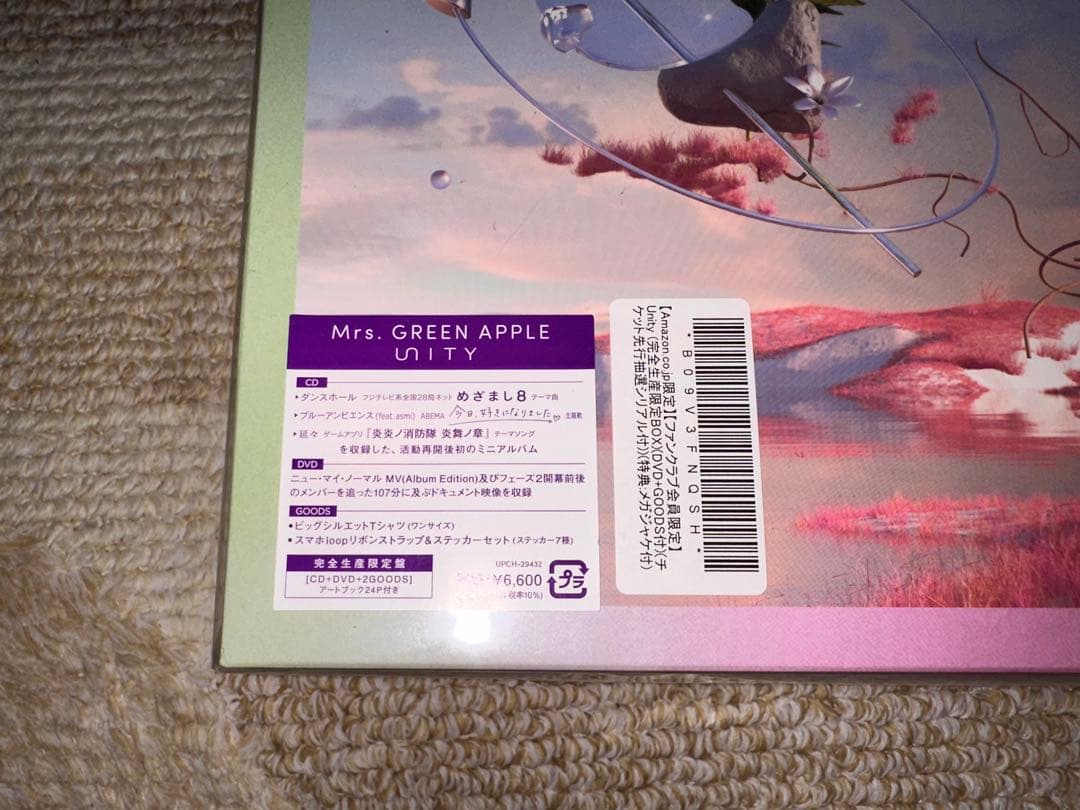 Mrs. GREEN APPLE
UNITY
CD
▸ダンスホール フジテレビ系全国28局ネット めざまし8 テーマ曲
▸ブルーアンビエンス(feat. asmi) ABEMA 今日、好きになりました♡ 主題歌
▸延々 ゲームアプリ『炎炎ノ消防隊 炎舞ノ章』テーマソング
を収録した、活動再開後初のミニアルバム
DVD
ニュー・マイ・ノーマル MV(Album Edition)及びフェーズ2開幕前後
のメンバーを追った107分に及ぶドキュメント映像を収録
GOODS
•ビッグシルエットTシャツ (ワンサイズ)
•スマホloopリボンストラップ&ステッカーセット (ステッカー7種)
完全生産限定盤
[CD+DVD+2GOODS]
アートブック24P付き
UPCH-29432
¥6,600
税率10%)
プラ
* B09V3FNQSH *
【Amazon.co.jp限定】【ファンクラブ会員限定】
Unity (完全生産限定BOX)(DVD+GOODS付)(チ
ケット先行抽選シリアル付))(特典:メガジャケ付)